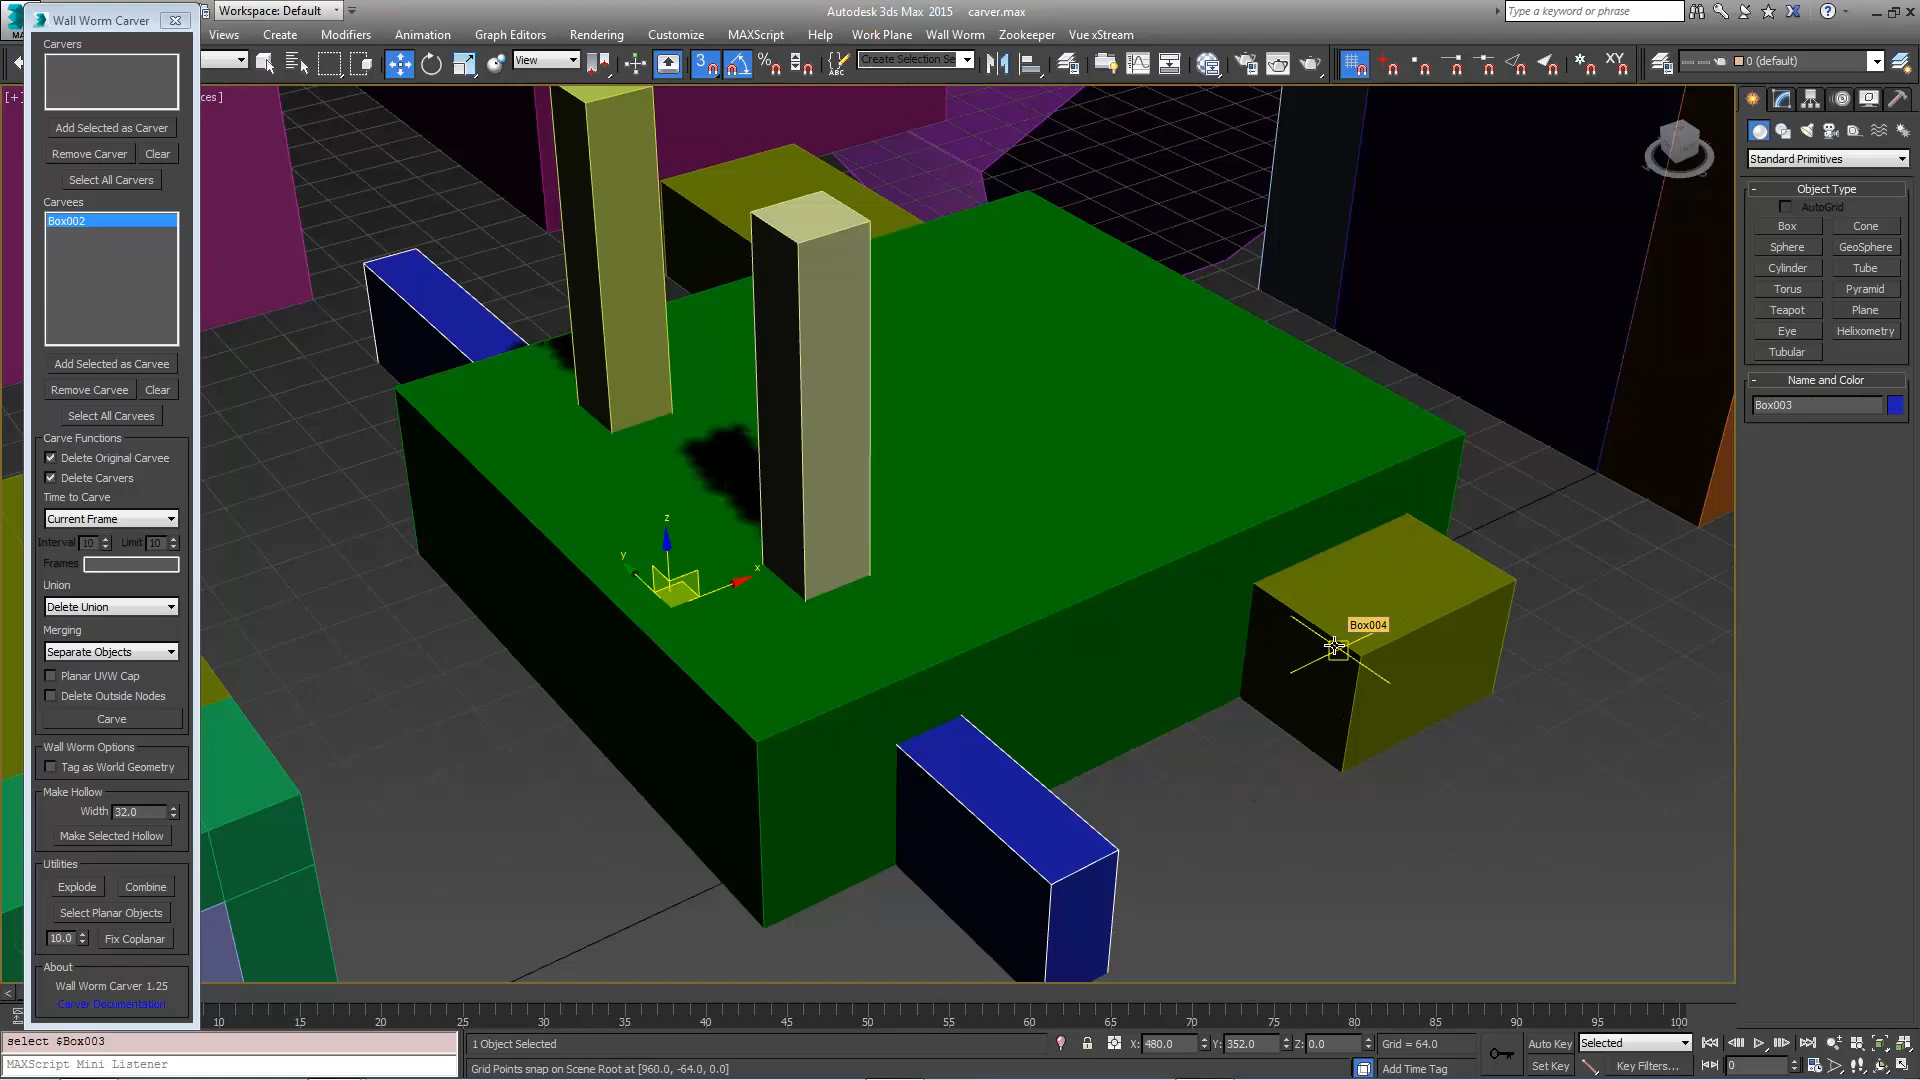 Wall Worm Carver
Workspace: Default
Autodesk 3ds Max 2015 carver.max
Type a keyword or phrase
Views Create Modifiers Animation Graph Editors Rendering Customize MAXScript Help Work Plane Wall Worm Zookeeper Vue xStream
View
Create Selection Se
0 (default)
Carvers
Add Selected as Carver
Remove Carver Clear
Select All Carvers
Carvees
Box002
Add Selected as Carvee
Remove Carvee Clear
Select All Carvees
Carve Functions
Delete Original Carvee
Delete Carvers
Time to Carve
Current Frame
Interval 10 Limit 10
Frames
Union
Delete Union
Merging
Separate Objects
Planar UVW Cap
Delete Outside Nodes
Carve
Wall Worm Options
Tag as World Geometry
Make Hollow
Width 32.0
Make Selected Hollow
Utilities
Explode Combine
Select Planar Objects
10.0 Fix Coplanar
About
Wall Worm Carver 1.25
Carver Documentation
[+]
ces ]
z
y
x
Box004
Standard Primitives
Object Type
AutoGrid
Box Cone
Sphere GeoSphere
Cylinder Tube
Torus Pyramid
Teapot Plane
Eye Helixometry
Tubular
Name and Color
Box003
10 15 20 25 30 35 40 45 50 55 60 65 70 75 80 85 90 95 100
select $Box003
MAXScript Mini Listener
1 Object Selected
X: 480.0 Y: 352.0 Z: 0.0 Grid = 64.0
Auto Key Selected
Grid Points snap on Scene Root at [960.0, -64.0, 0.0]
Add Time Tag
Set Key Key Filters... 0